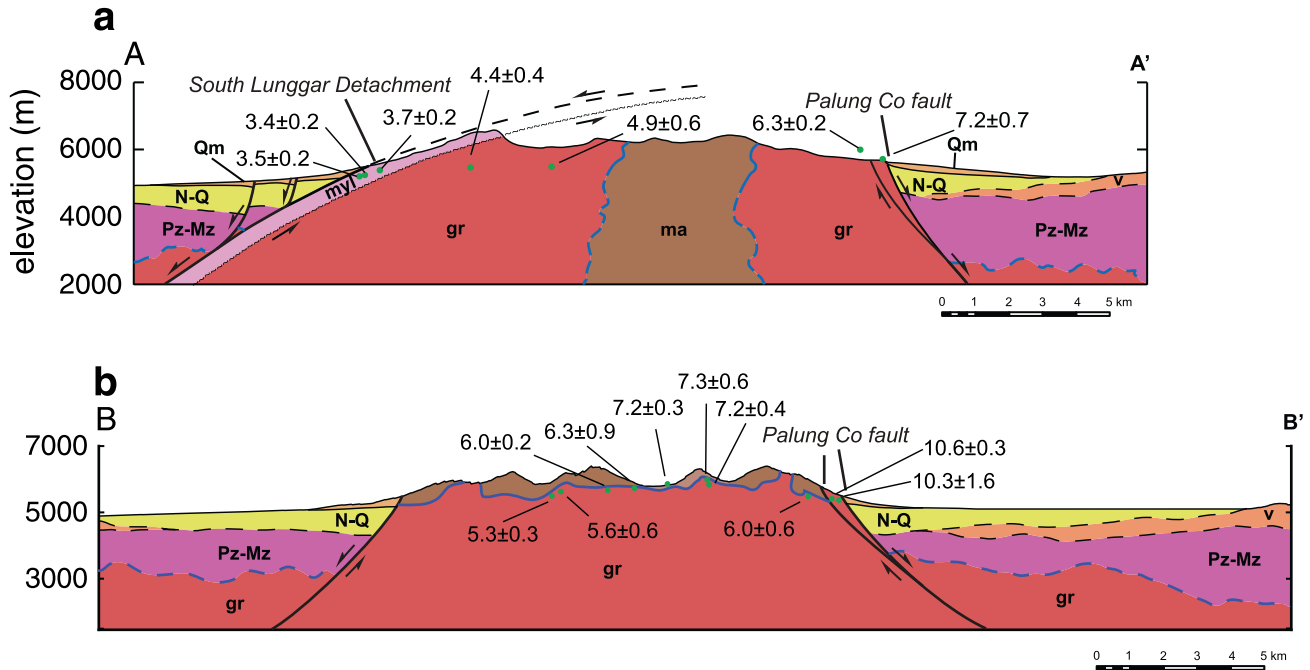 a
A
A'
elevation (m)
8000
6000
4000
2000
South Lunggar Detachment
4.4±0.4
3.4±0.2
3.7±0.2
3.5±0.2
4.9±0.6
Palung Co fault
6.3±0.2
7.2±0.7
Qm
Qm
myl
N-Q
N-Q
v
Pz-Mz
gr
ma
gr
Pz-Mz
0 1 2 3 4 5 km
b
B
B'
7000
5000
3000
7.3±0.6
7.2±0.3
7.2±0.4
6.0±0.2
6.3±0.9
Palung Co fault
10.6±0.3
10.3±1.6
N-Q
5.3±0.3
5.6±0.6
6.0±0.6
N-Q
v
Pz-Mz
Pz-Mz
gr
gr
gr
0 1 2 3 4 5 km